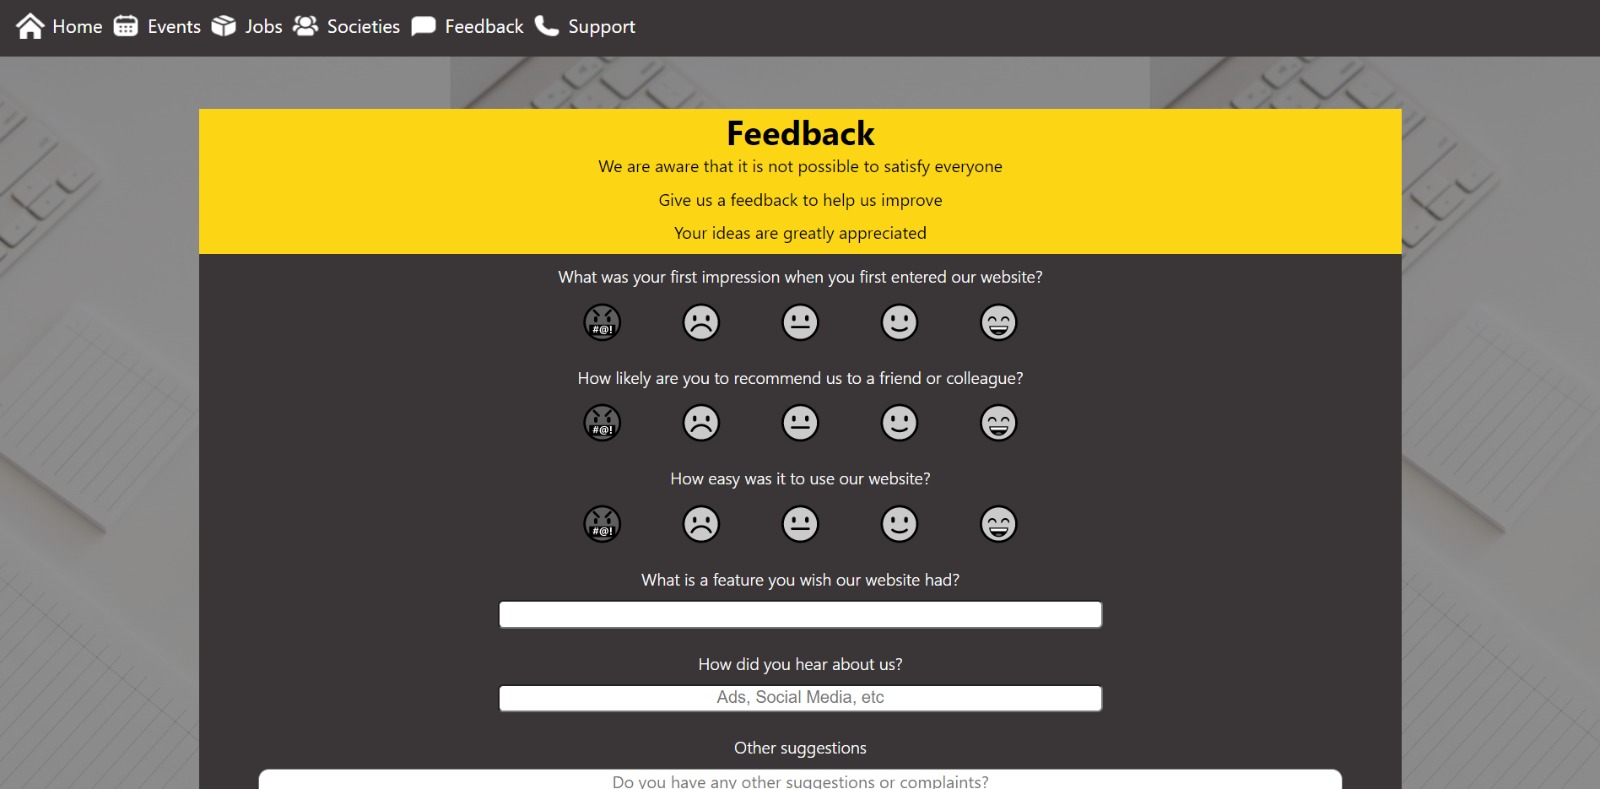 Home Events Jobs Societies Feedback Support
Feedback
We are aware that it is not possible to satisfy everyone
Give us a feedback to help us improve
Your ideas are greatly appreciated
What was your first impression when you first entered our website?
#@!
How likely are you to recommend us to a friend or colleague?
#@!
How easy was it to use our website?
#@!
What is a feature you wish our website had?
How did you hear about us?
Ads, Social Media, etc
Other suggestions
Do you have any other suggestions or complaints?